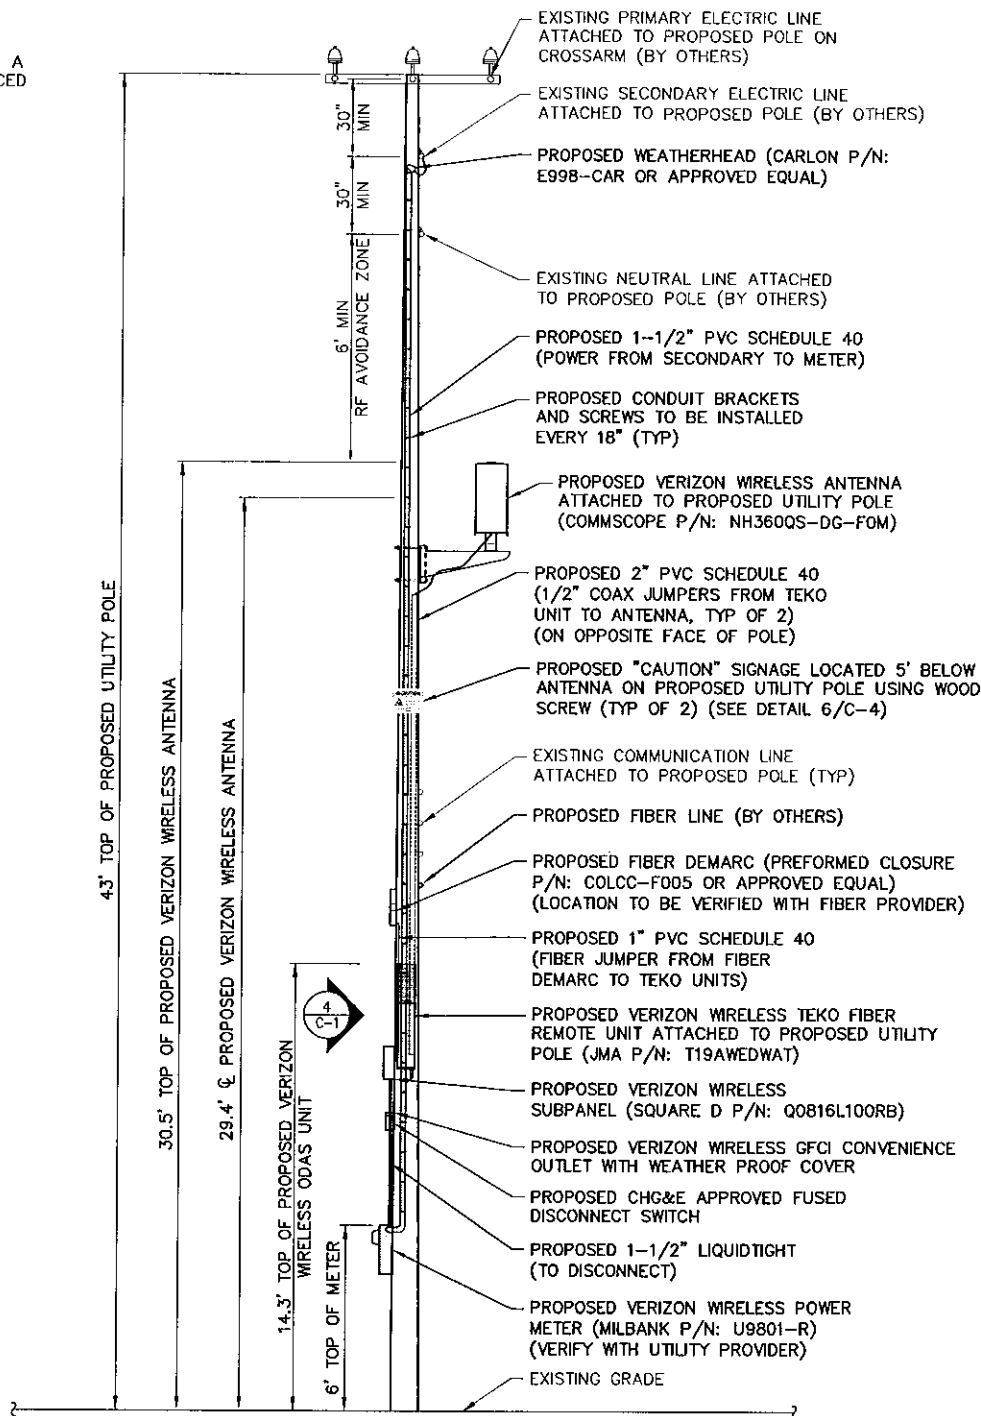 A
CED
EXISTING PRIMARY ELECTRIC LINE
ATTACHED TO PROPOSED POLE ON
CROSSARM (BY OTHERS)
EXISTING SECONDARY ELECTRIC LINE
ATTACHED TO PROPOSED POLE (BY OTHERS)
PROPOSED WEATHERHEAD (CARLON P/N:
E998-CAR OR APPROVED EQUAL)
EXISTING NEUTRAL LINE ATTACHED
TO PROPOSED POLE (BY OTHERS)
PROPOSED 1-1/2" PVC SCHEDULE 40
(POWER FROM SECONDARY TO METER)
PROPOSED CONDUIT BRACKETS
AND SCREWS TO BE INSTALLED
EVERY 18" (TYP)
PROPOSED VERIZON WIRELESS ANTENNA
ATTACHED TO PROPOSED UTILITY POLE
(COMMSCOPE P/N: NH360QS-DG-F0M)
PROPOSED 2" PVC SCHEDULE 40
(1/2" COAX JUMPERS FROM TEKO
UNIT TO ANTENNA, TYP OF 2)
(ON OPPOSITE FACE OF POLE)
PROPOSED "CAUTION" SIGNAGE LOCATED 5' BELOW
ANTENNA ON PROPOSED UTILITY POLE USING WOOD
SCREW (TYP OF 2) (SEE DETAIL 6/C-4)
EXISTING COMMUNICATION LINE
ATTACHED TO PROPOSED POLE (TYP)
PROPOSED FIBER LINE (BY OTHERS)
PROPOSED FIBER DEMARC (PREFORMED CLOSURE
P/N: COLCC-F005 OR APPROVED EQUAL)
(LOCATION TO BE VERIFIED WITH FIBER PROVIDER)
PROPOSED 1" PVC SCHEDULE 40
(FIBER JUMPER FROM FIBER
DEMARC TO TEKO UNITS)
PROPOSED VERIZON WIRELESS TEKO FIBER
REMOTE UNIT ATTACHED TO PROPOSED UTILITY
POLE (JMA P/N: T19AWEDWAT)
PROPOSED VERIZON WIRELESS
SUBPANEL (SQUARE D P/N: Q0816L100RB)
PROPOSED VERIZON WIRELESS GFCI CONVENIENCE
OUTLET WITH WEATHER PROOF COVER
PROPOSED CHG&E APPROVED FUSED
DISCONNECT SWITCH
PROPOSED 1-1/2" LIQUIDTIGHT
(TO DISCONNECT)
PROPOSED VERIZON WIRELESS POWER
METER (MILBANK P/N: U9801-R)
(VERIFY WITH UTILITY PROVIDER)
EXISTING GRADE
43' TOP OF PROPOSED UTILITY POLE
30.5' TOP OF PROPOSED VERIZON WIRELESS ANTENNA
29.4' ℄ PROPOSED VERIZON WIRELESS ANTENNA
14.3' TOP OF PROPOSED VERIZON
WIRELESS ODAS UNIT
6' TOP OF METER
30"
MIN
30"
MIN
6' MIN
RF AVOIDANCE ZONE
4
C-1